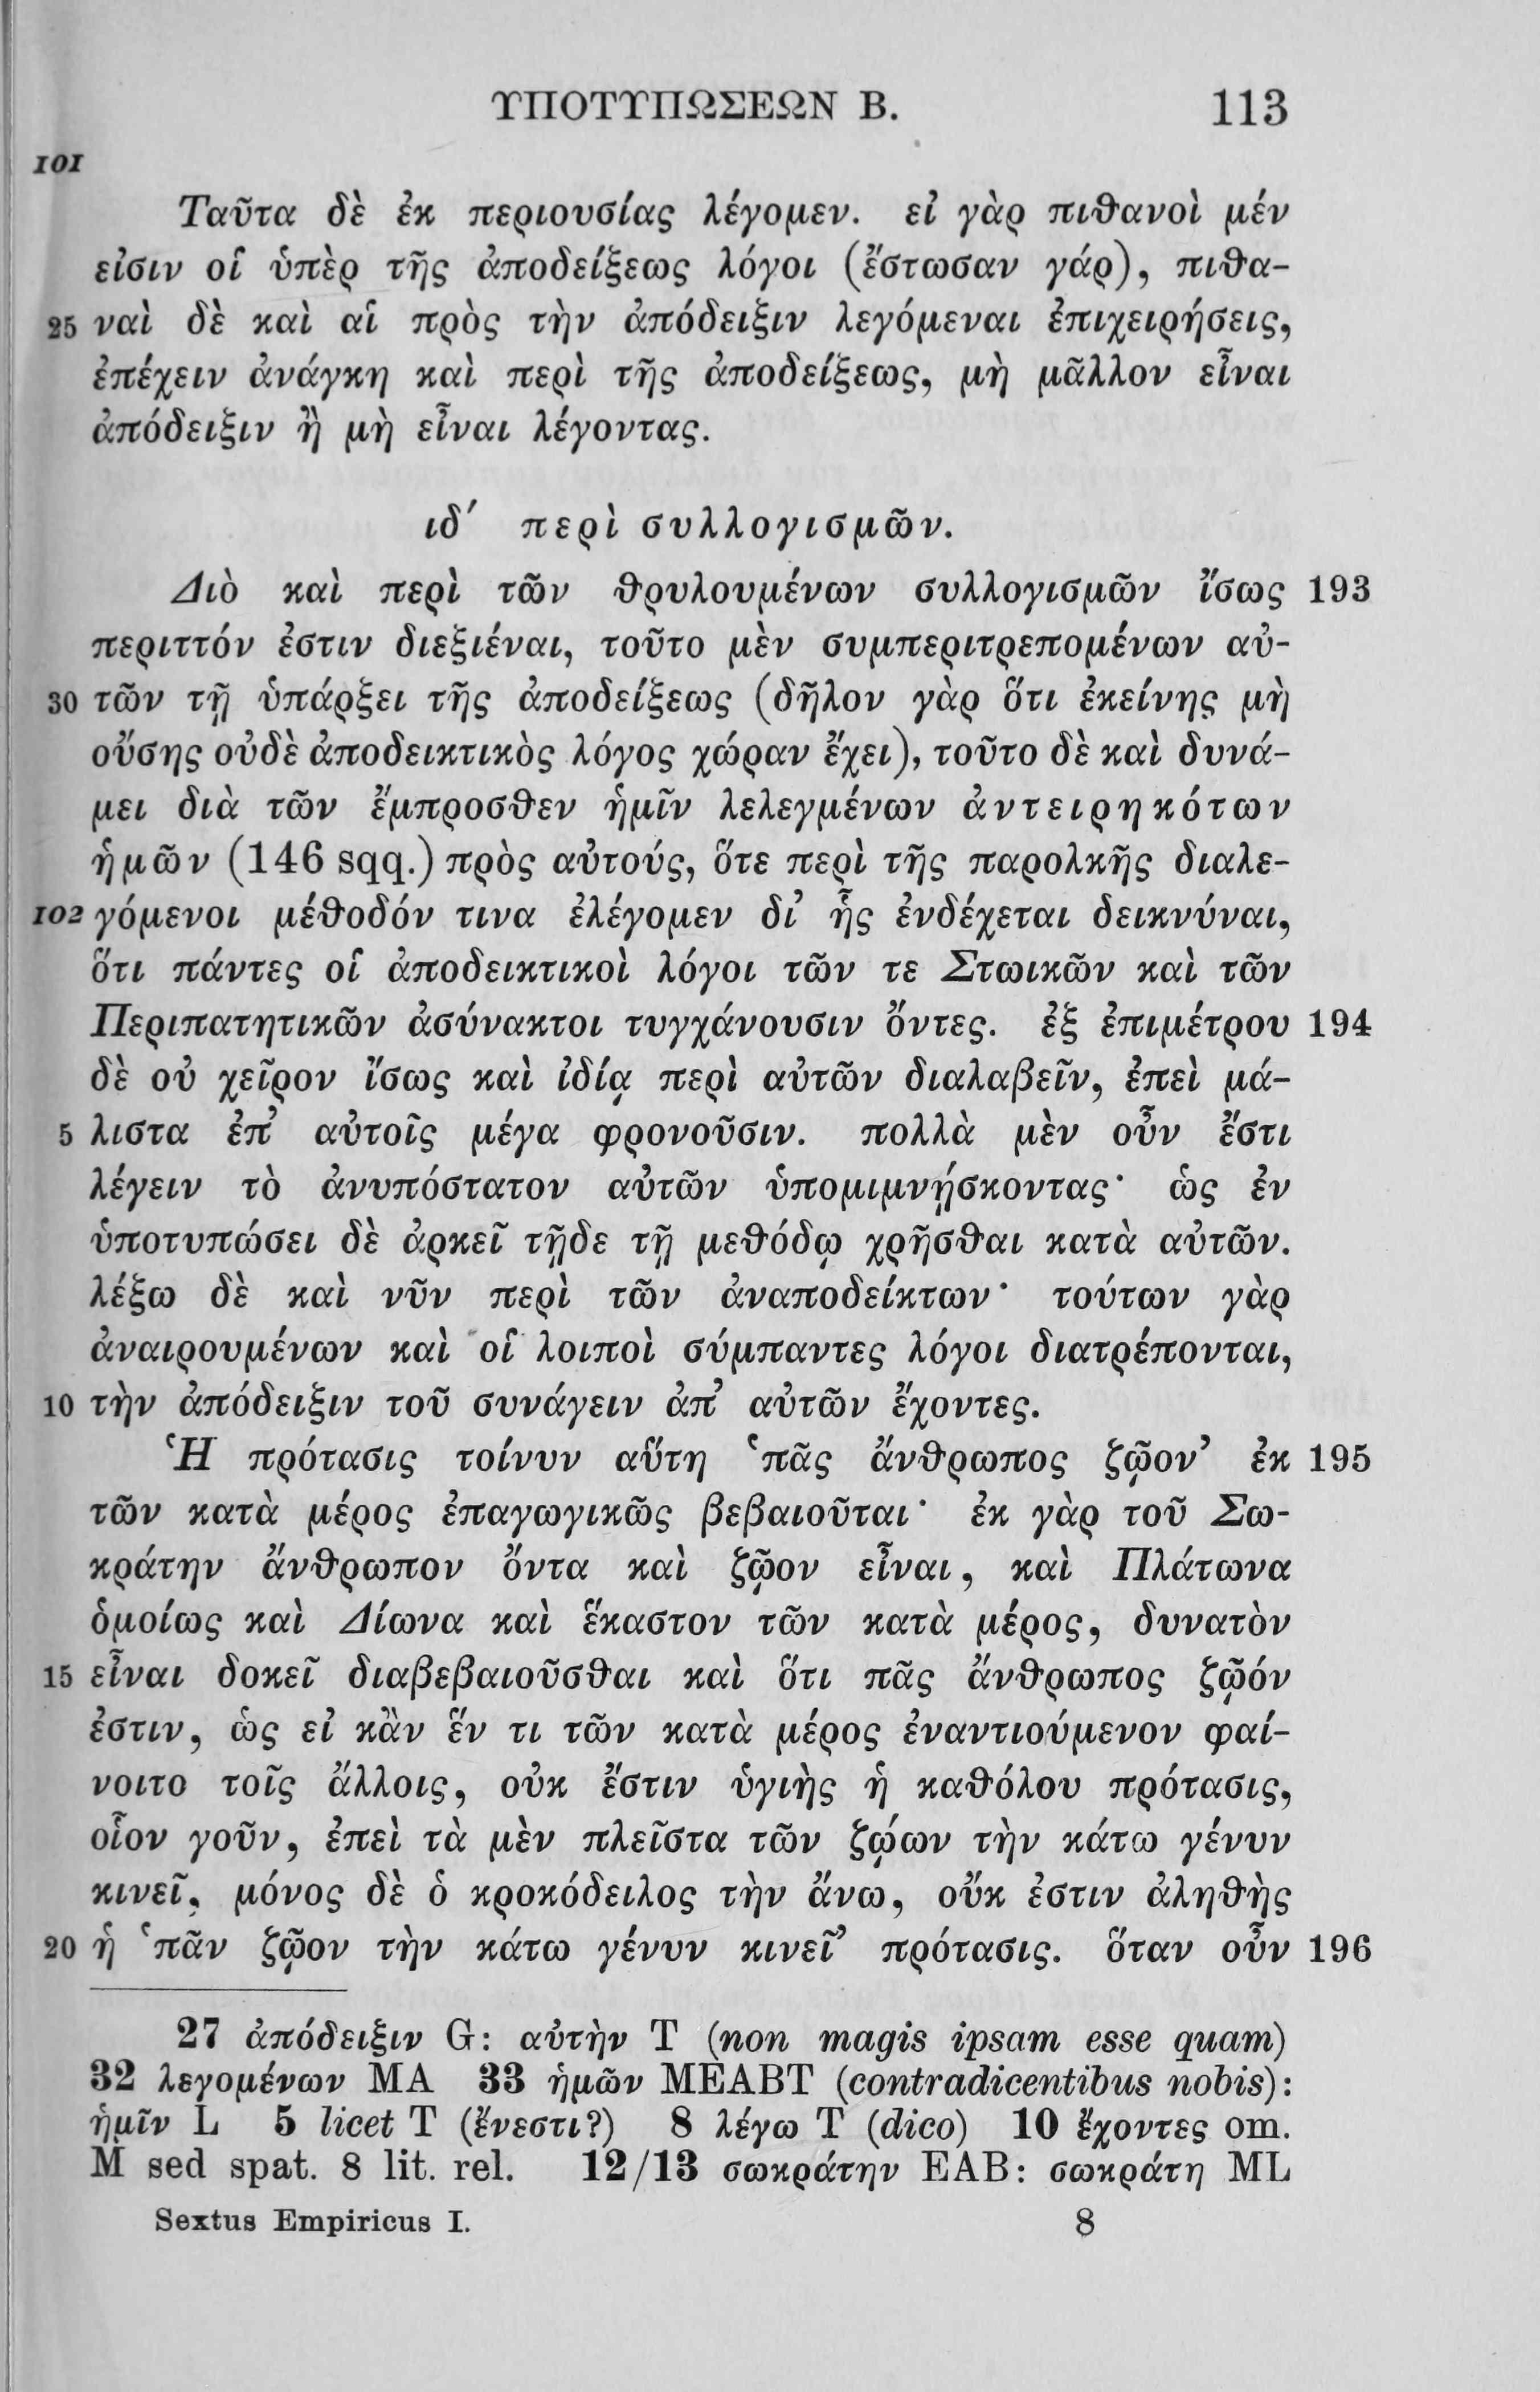 ΥΠΟΤΥΠΩΣΕΩΝ Β. 113
101
Ταῦτα δὲ ἐκ περιουσίας λέγομεν. εἰ γὰρ πιθανοὶ μέν
εἰσιν οἱ ὑπὲρ τῆς ἀποδείξεως λόγοι (ἔστωσαν γάρ), πιθα-
25 ναὶ δὲ καὶ αἱ πρὸς τὴν ἀπόδειξιν λεγόμεναι ἐπιχειρήσεις,
ἐπέχειν ἀνάγκη καὶ περὶ τῆς ἀποδείξεως, μὴ μᾶλλον εἶναι
ἀπόδειξιν ἢ μὴ εἶναι λέγοντας.
ιδ′ περὶ συλλογισμῶν.
Διὸ καὶ περὶ τῶν θρυλουμένων συλλογισμῶν ἴσως 193
περιττόν ἐστιν διεξιέναι, τοῦτο μὲν συμπεριτρεπομένων αὐ-
30 τῶν τῇ ὑπάρξει τῆς ἀποδείξεως (δῆλον γὰρ ὅτι ἐκείνης μὴ
οὔσης οὐδὲ ἀποδεικτικὸς λόγος χώραν ἔχει), τοῦτο δὲ καὶ δυνά-
μει διὰ τῶν ἔμπροσθεν ἡμῖν λελεγμένων ἀντειρηκότων
ἡμῶν (146 sqq.) πρὸς αὐτούς, ὅτε περὶ τῆς παρολκῆς διαλε-
102 γόμενοι μέθοδόν τινα ἐλέγομεν δι’ ἧς ἐνδέχεται δεικνύναι,
ὅτι πάντες οἱ ἀποδεικτικοὶ λόγοι τῶν τε Στωικῶν καὶ τῶν
Περιπατητικῶν ἀσύνακτοι τυγχάνουσιν ὄντες. ἐξ ἐπιμέτρου 194
δὲ οὐ χεῖρον ἴσως καὶ ἰδίᾳ περὶ αὐτῶν διαλαβεῖν, ἐπεὶ μά-
5 λιστα ἐπ’ αὐτοῖς μέγα φρονοῦσιν. πολλὰ μὲν οὖν ἔστι
λέγειν τὸ ἀνυπόστατον αὐτῶν ὑπομιμνῄσκοντας· ὡς ἐν
ὑποτυπώσει δὲ ἀρκεῖ τῇδε τῇ μεθόδῳ χρῆσθαι κατὰ αὐτῶν.
λέξω δὲ καὶ νῦν περὶ τῶν ἀναποδείκτων· τούτων γὰρ
ἀναιρουμένων καὶ οἱ λοιποὶ σύμπαντες λόγοι διατρέπονται,
10 τὴν ἀπόδειξιν τοῦ συνάγειν ἀπ’ αὐτῶν ἔχοντες.
Ἡ πρότασις τοίνυν αὕτη ‘πᾶς ἄνθρωπος ζῷον’ ἐκ 195
τῶν κατὰ μέρος ἐπαγωγικῶς βεβαιοῦται· ἐκ γὰρ τοῦ Σω-
κράτην ἄνθρωπον ὄντα καὶ ζῷον εἶναι, καὶ Πλάτωνα
ὁμοίως καὶ Δίωνα καὶ ἕκαστον τῶν κατὰ μέρος, δυνατὸν
15 εἶναι δοκεῖ διαβεβαιοῦσθαι καὶ ὅτι πᾶς ἄνθρωπος ζῷόν
ἐστιν, ὡς εἰ κἂν ἕν τι τῶν κατὰ μέρος ἐναντιούμενον φαί-
νοιτο τοῖς ἄλλοις, οὐκ ἔστιν ὑγιὴς ἡ καθόλου πρότασις,
οἷον γοῦν, ἐπεὶ τὰ μὲν πλεῖστα τῶν ζῴων τὴν κάτω γένυν
κινεῖ, μόνος δὲ ὁ κροκόδειλος τὴν ἄνω, οὔκ ἐστιν ἀληθὴς
20 ἡ ‘πᾶν ζῷον τὴν κάτω γένυν κινεῖ’ πρότασις. ὅταν οὖν 196
27 ἀπόδειξιν G: αὐτὴν T (non magis ipsam esse quam)
32 λεγομένων MA 33 ἡμῶν MEABT (contradicentibus nobis):
ἡμῖν L 5 licet T (ἔνεστι?) 8 λέγω T (dico) 10 ἔχοντες om.
M sed spat. 8 lit. rel. 12/13 σωκράτην EAB: σωκράτη ML
Sextus Empiricus I. 8